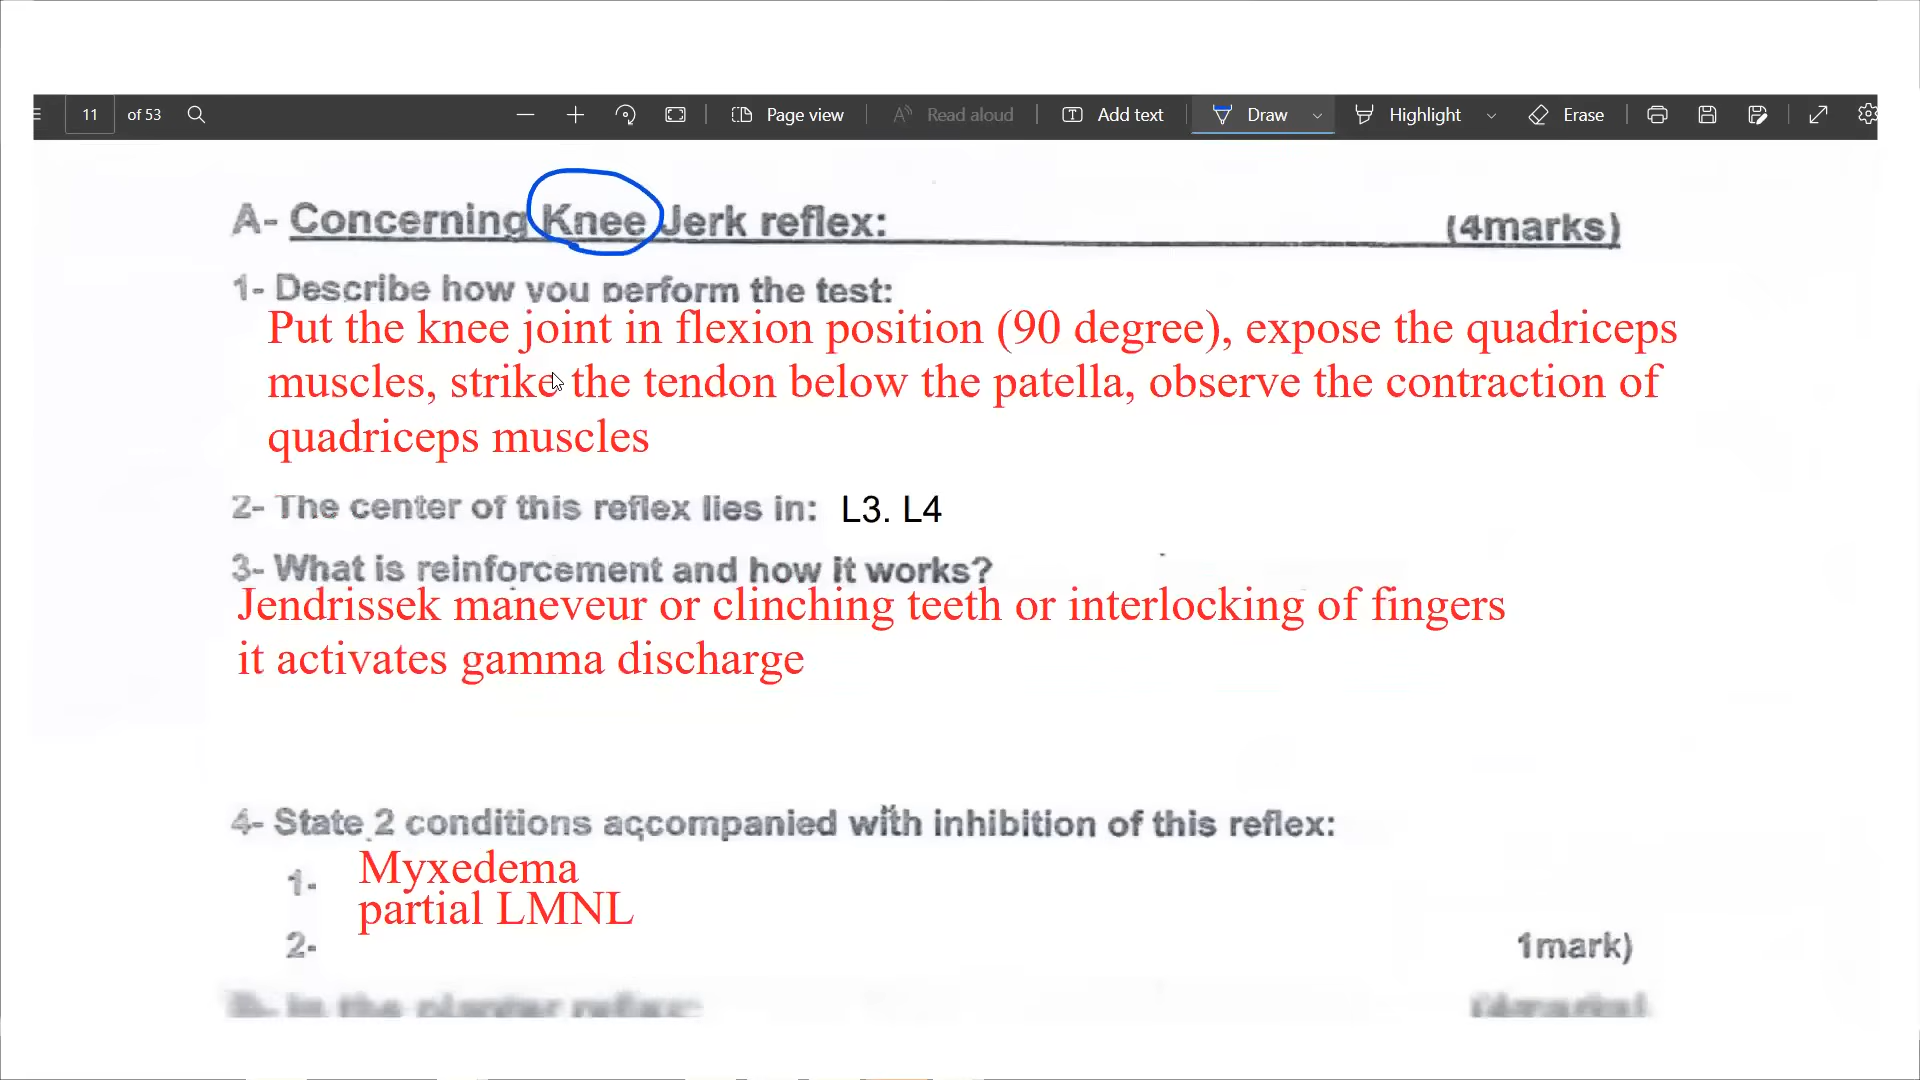 11 of 53 Page view Read aloud Add text Draw Highlight Erase
A- Concerning Knee Jerk reflex: (4marks)
1- Describe how you perform the test:
Put the knee joint in flexion position (90 degree), expose the quadriceps
muscles, strike the tendon below the patella, observe the contraction of
quadriceps muscles
2- The center of this reflex lies in: L3. L4
3- What is reinforcement and how it works?
Jendrissek maneveur or clinching teeth or interlocking of fingers
it activates gamma discharge
4- State 2 conditions accompanied with inhibition of this reflex:
1- Myxedema
partial LMNL
2- 1mark)
B- In the planter reflex: (4marks)